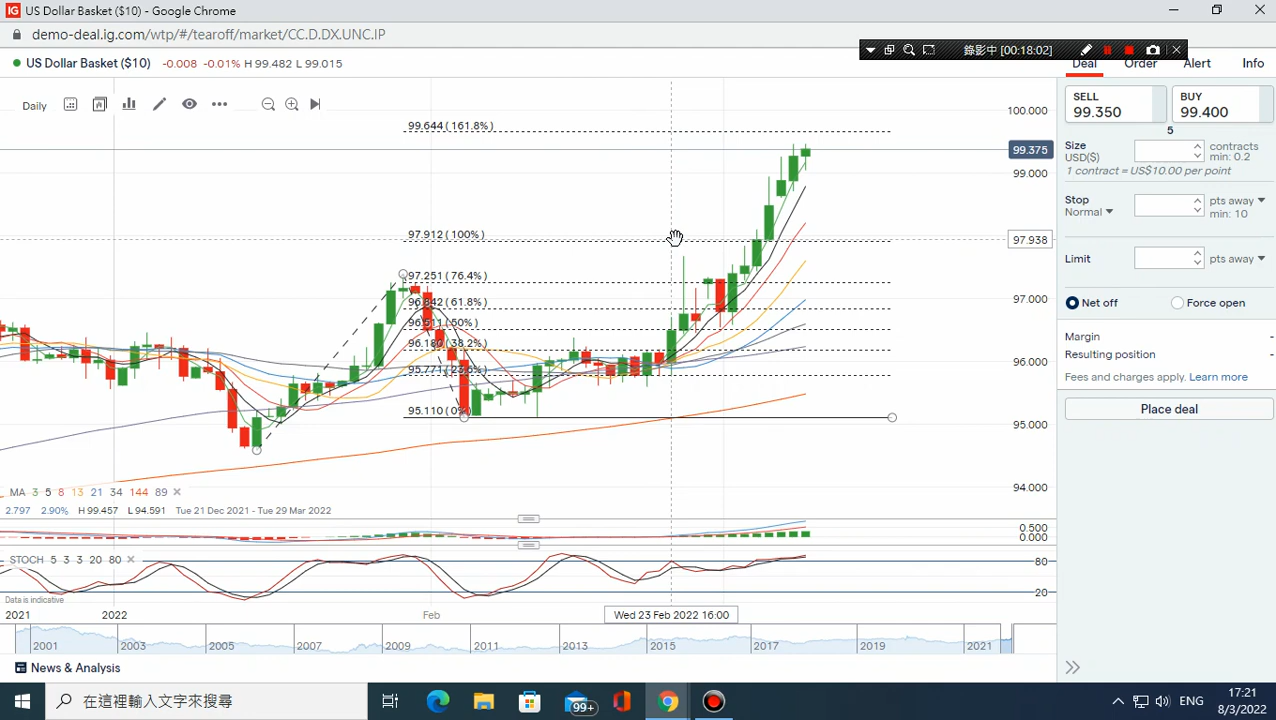 IG US Dollar Basket ($10) - Google Chrome
demo-deal.ig.com/wtp/#/tearoff/market/CC.D.DX.UNC.IP
錄影中 [00:18:02]
US Dollar Basket ($10) -0.008 -0.01% H 99.482 L 99.015
Deal Order Alert Info
Daily
SELL
99.350
BUY
99.400
5
Size
USD($)
contracts
min: 0.2
1 contract = US$10.00 per point
Stop
Normal
pts away
min: 10
Limit
pts away
Net off
Force open
Margin -
Resulting position -
Fees and charges apply. Learn more
Place deal
99.644 (161.8%)
97.912 (100%)
97.251 (76.4%)
96.842 (61.8%)
96.511 (50%)
96.180 (38.2%)
95.771 (23.6%)
95.110 (0%)
100.000
99.375
99.000
97.938
97.000
96.000
95.000
94.000
MA 3 5 8 13 21 34 144 89
2.797 2.90% H 99.457 L 94.591 Tue 21 Dec 2021 - Tue 29 Mar 2022
0.500
0.000
STOCH 5 3 3 20 80
80
20
Data is indicative
2021 2022 Feb Wed 23 Feb 2022 16:00
2001 2003 2005 2007 2009 2011 2013 2015 2017 2019 2021
News & Analysis
在這裡輸入文字來搜尋
99+
ENG
17:21
8/3/2022